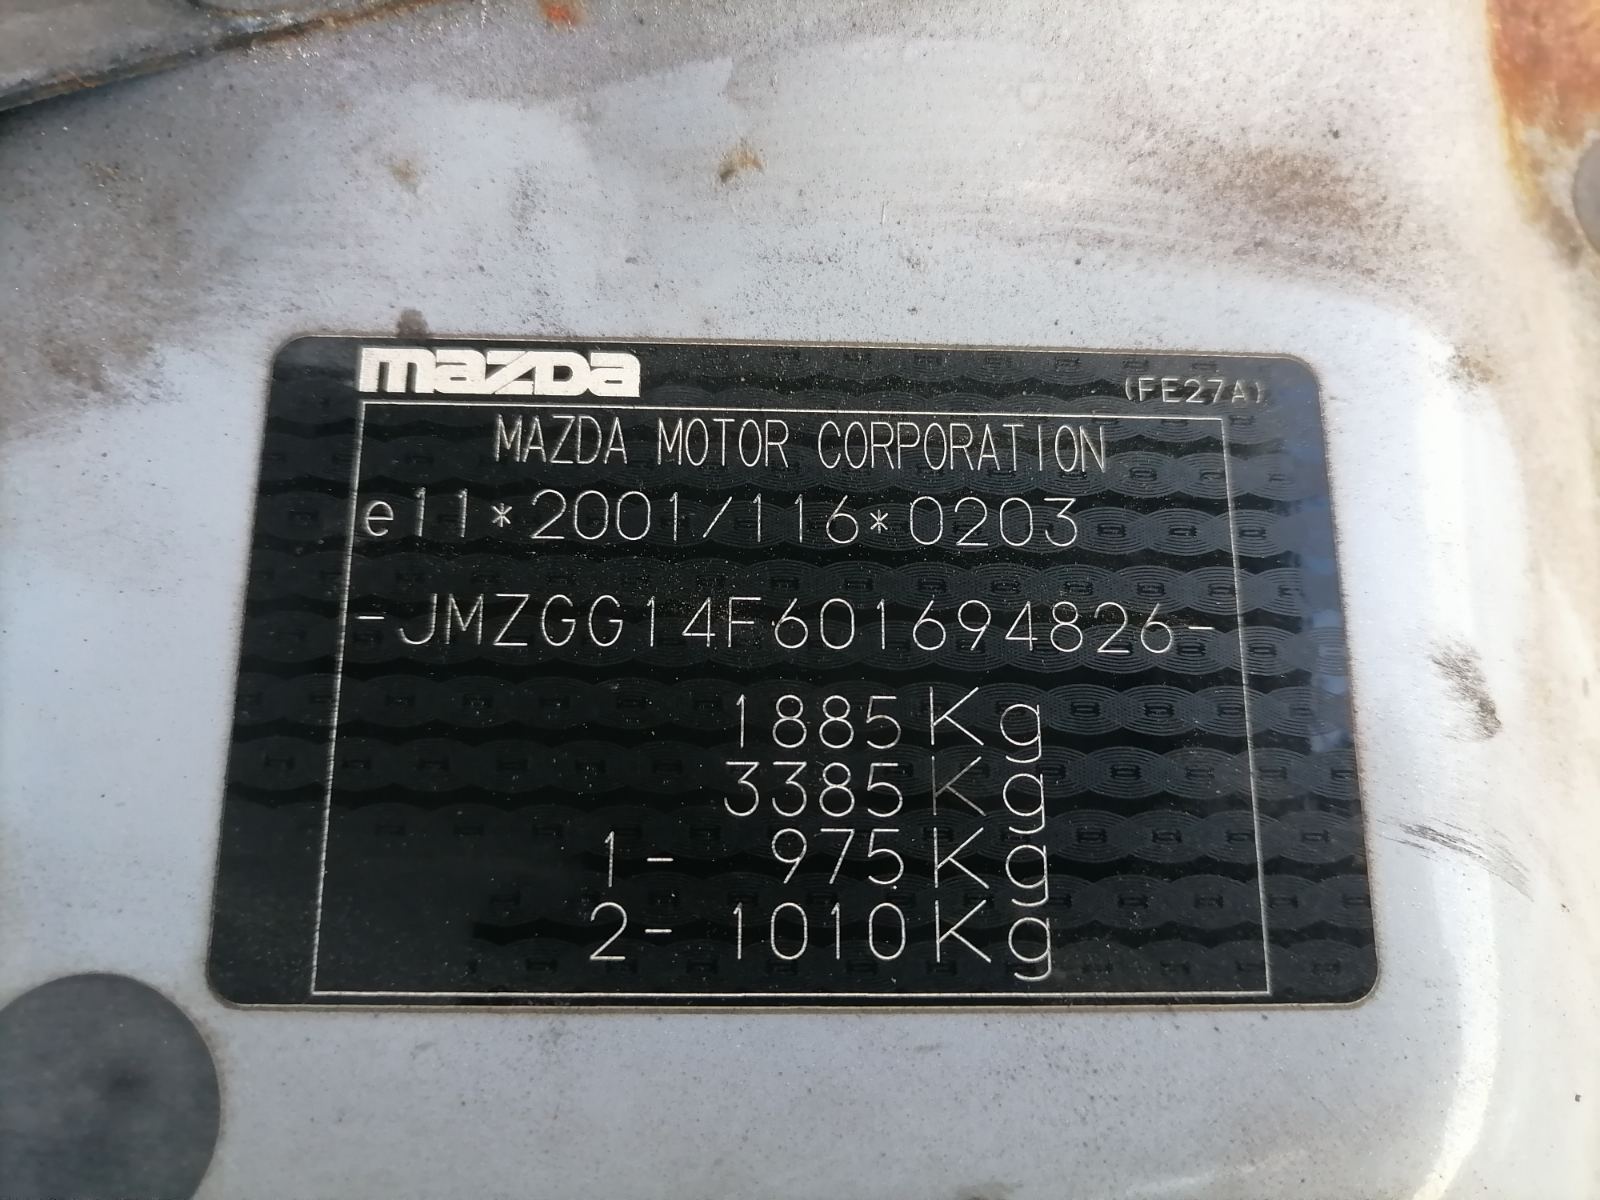 mazda
(FE27A)
MAZDA MOTOR CORPORATION
e11*2001/116*0203
-JMZGG14F601694826-
1885Kg
3385Kg
1- 975Kg
2- 1010Kg